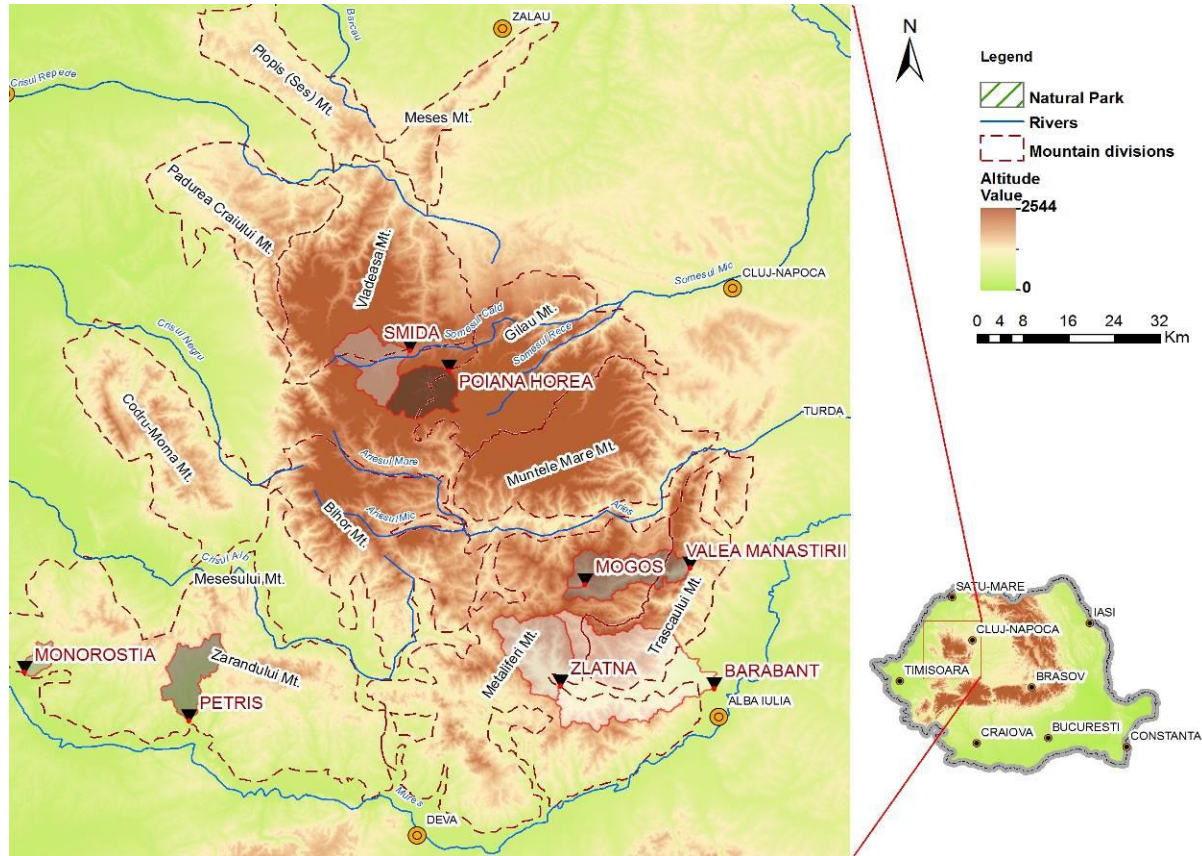 ZALAU
Barcau
Plopis (Ses) Mt.
Crisul Repede
Meses Mt.
Padurea Craiului Mt.
Vladeasa Mt.
CLUJ-NAPOCA
Somesul Mic
Somesul Cald
Gilau Mt.
Somesul Rece
SMIDA
POIANA HOREA
Crisul Negru
Codru-Moma Mt.
TURDA
Ariesul Mare
Muntele Mare Mt.
Ariesul Mic
Aries
Bihor Mt.
Crisul Alb
Mesesului Mt.
VALEA MANASTIRII
MOGOS
Trascaului Mt.
MONOROSTIA
Zarandului Mt.
Metaliferi Mt.
ZLATNA
BARABANT
PETRIS
ALBA IULIA
Mures
DEVA
N
Legend
Natural Park
Rivers
Mountain divisions
Altitude
Value
2544
0
0 4 8 16 24 32
Km
SATU-MARE
IASI
CLUJ-NAPOCA
TIMISOARA
BRASOV
CRAIOVA
BUCURESTI
CONSTANTA